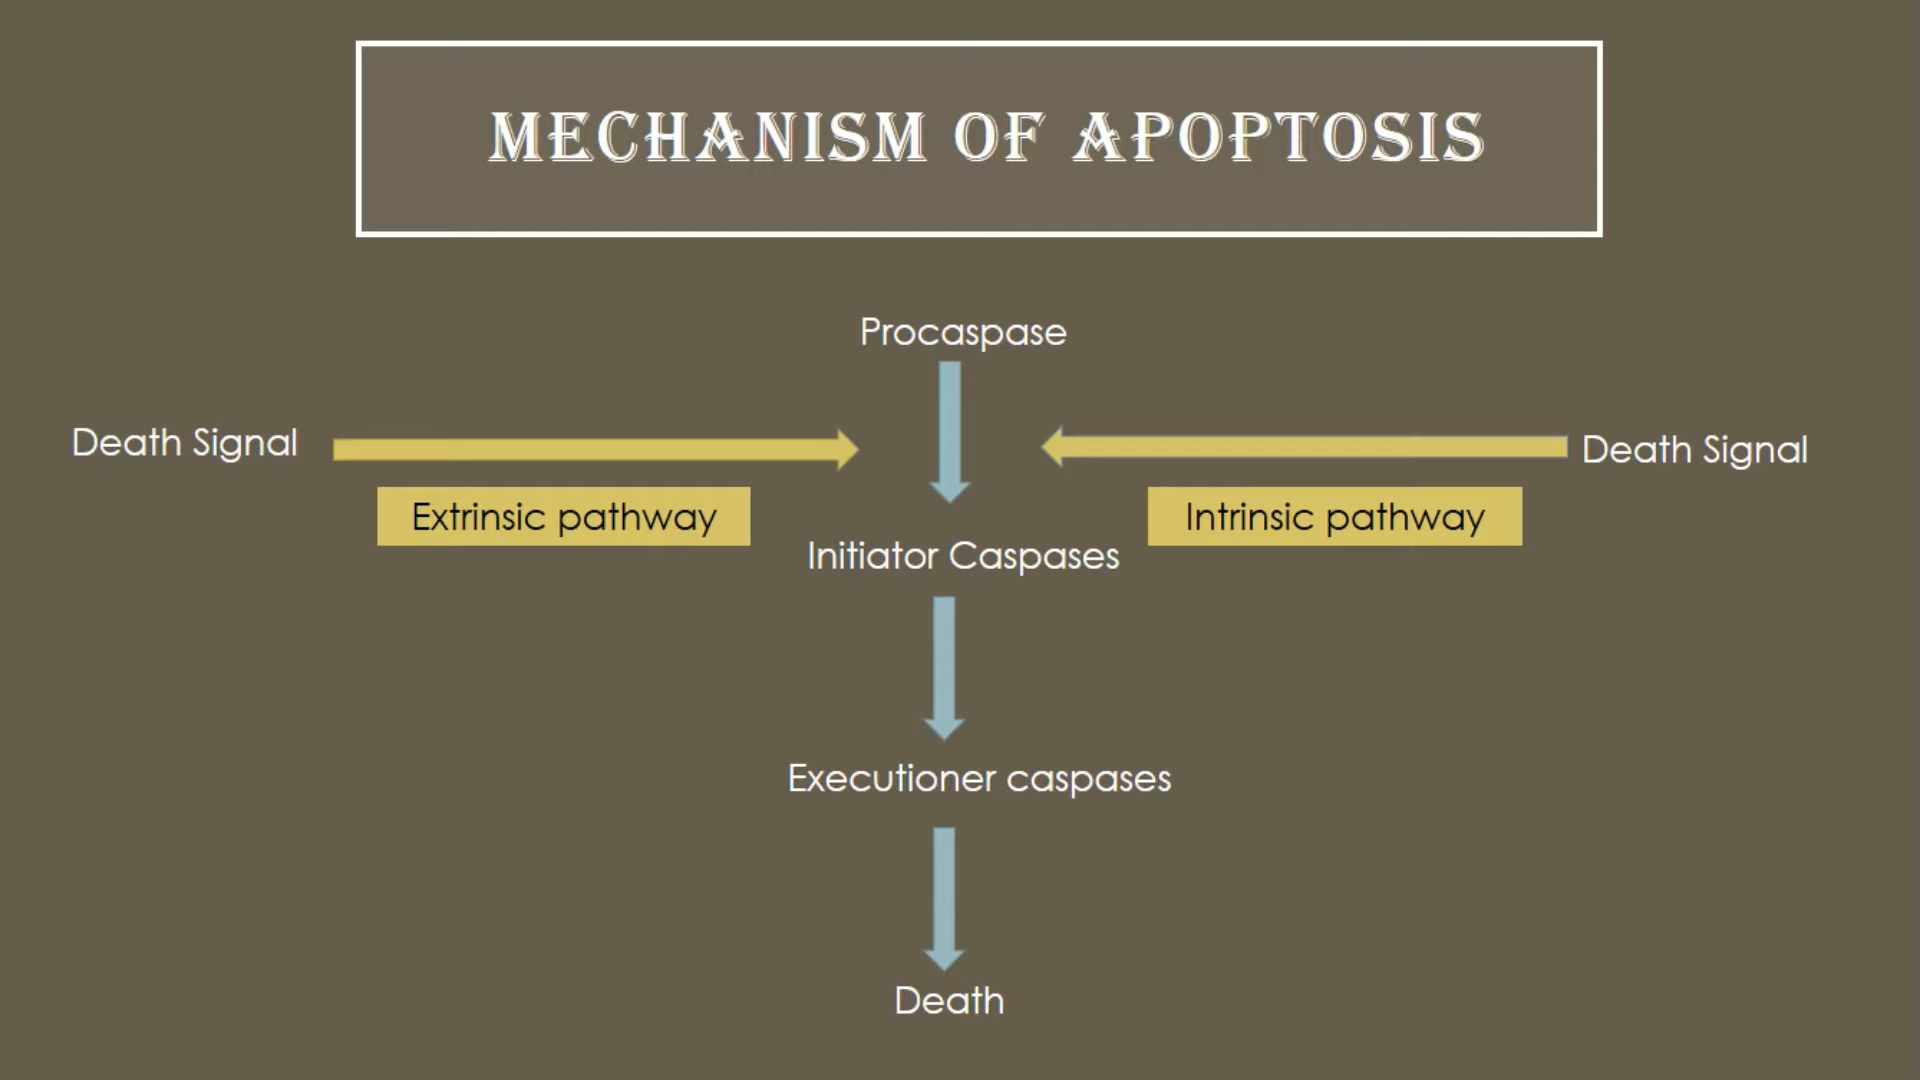 MECHANISM OF APOPTOSIS
Procaspase
Death Signal
Death Signal
Extrinsic pathway
Intrinsic pathway
Initiator Caspases
Executioner caspases
Death